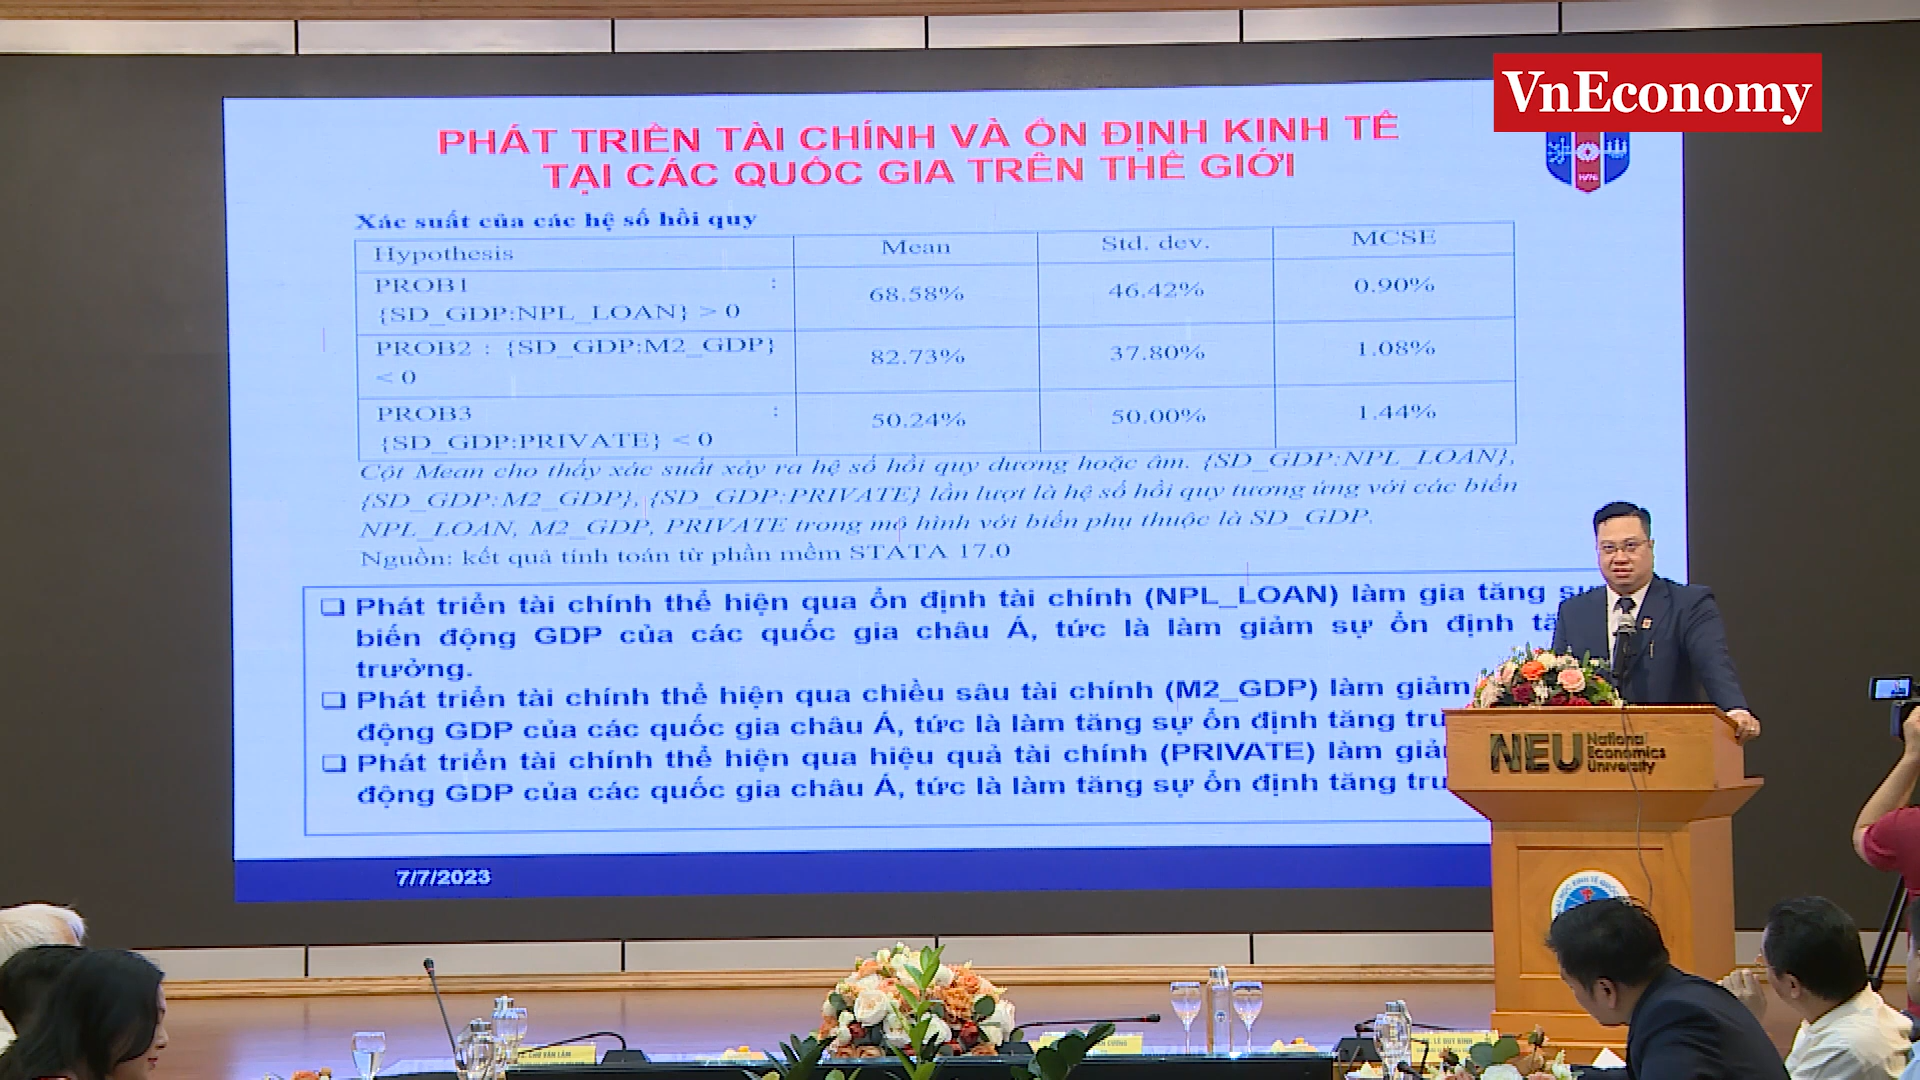 VnEconomy
PHÁT TRIỂN TÀI CHÍNH VÀ ỔN ĐỊNH KINH TẾ
TẠI CÁC QUỐC GIA TRÊN THẾ GIỚI
1976
Xác suất của các hệ số hồi quy
Hypothesis Mean Std. dev. MCSE
PROB1 :
{SD_GDP:NPL_LOAN} > 0 68.58% 46.42% 0.90%
PROB2 : {SD_GDP:M2_GDP}
< 0 82.73% 37.80% 1.08%
PROB3 :
{SD_GDP:PRIVATE} < 0 50.24% 50.00% 1.44%
Cột Mean cho thấy xác suất xảy ra hệ số hồi quy dương hoặc âm. {SD_GDP:NPL_LOAN},
{SD_GDP:M2_GDP}, {SD_GDP:PRIVATE} lần lượt là hệ số hồi quy tương ứng với các biến
NPL_LOAN, M2_GDP, PRIVATE trong mô hình với biến phụ thuộc là SD_GDP.
Nguồn: kết quả tính toán từ phần mềm STATA 17.0
❑ Phát triển tài chính thể hiện qua ổn định tài chính (NPL_LOAN) làm gia tăng sự
biến động GDP của các quốc gia châu Á, tức là làm giảm sự ổn định
trưởng.
❑ Phát triển tài chính thể hiện qua chiều sâu tài chính (M2_GDP) làm giảm
động GDP của các quốc gia châu Á, tức là làm tăng sự ổn định tăng
❑ Phát triển tài chính thể hiện qua hiệu quả tài chính (PRIVATE) làm
động GDP của các quốc gia châu Á, tức là làm tăng sự ổn định tăng
7/7/2023
NEU National
Economics
University
CHU VĂN LÂM
CƯỜNG
LÊ DUY BÌNH